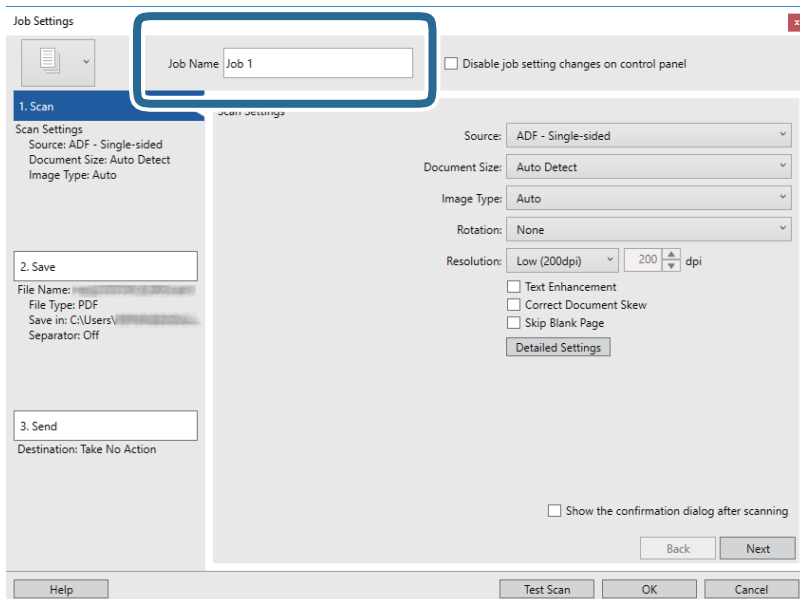 Job Settings
x
Job Name Job 1
Disable job setting changes on control panel
1. Scan
Scan Settings
Source: ADF - Single-sided
Document Size: Auto Detect
Image Type: Auto
2. Save
File Name:
File Type: PDF
Save in: C:\Users\
Separator: Off
3. Send
Destination: Take No Action
Scan Settings
Source: ADF - Single-sided
Document Size: Auto Detect
Image Type: Auto
Rotation: None
Resolution: Low (200dpi) 200 dpi
Text Enhancement
Correct Document Skew
Skip Blank Page
Detailed Settings
Show the confirmation dialog after scanning
Back Next
Help Test Scan OK Cancel